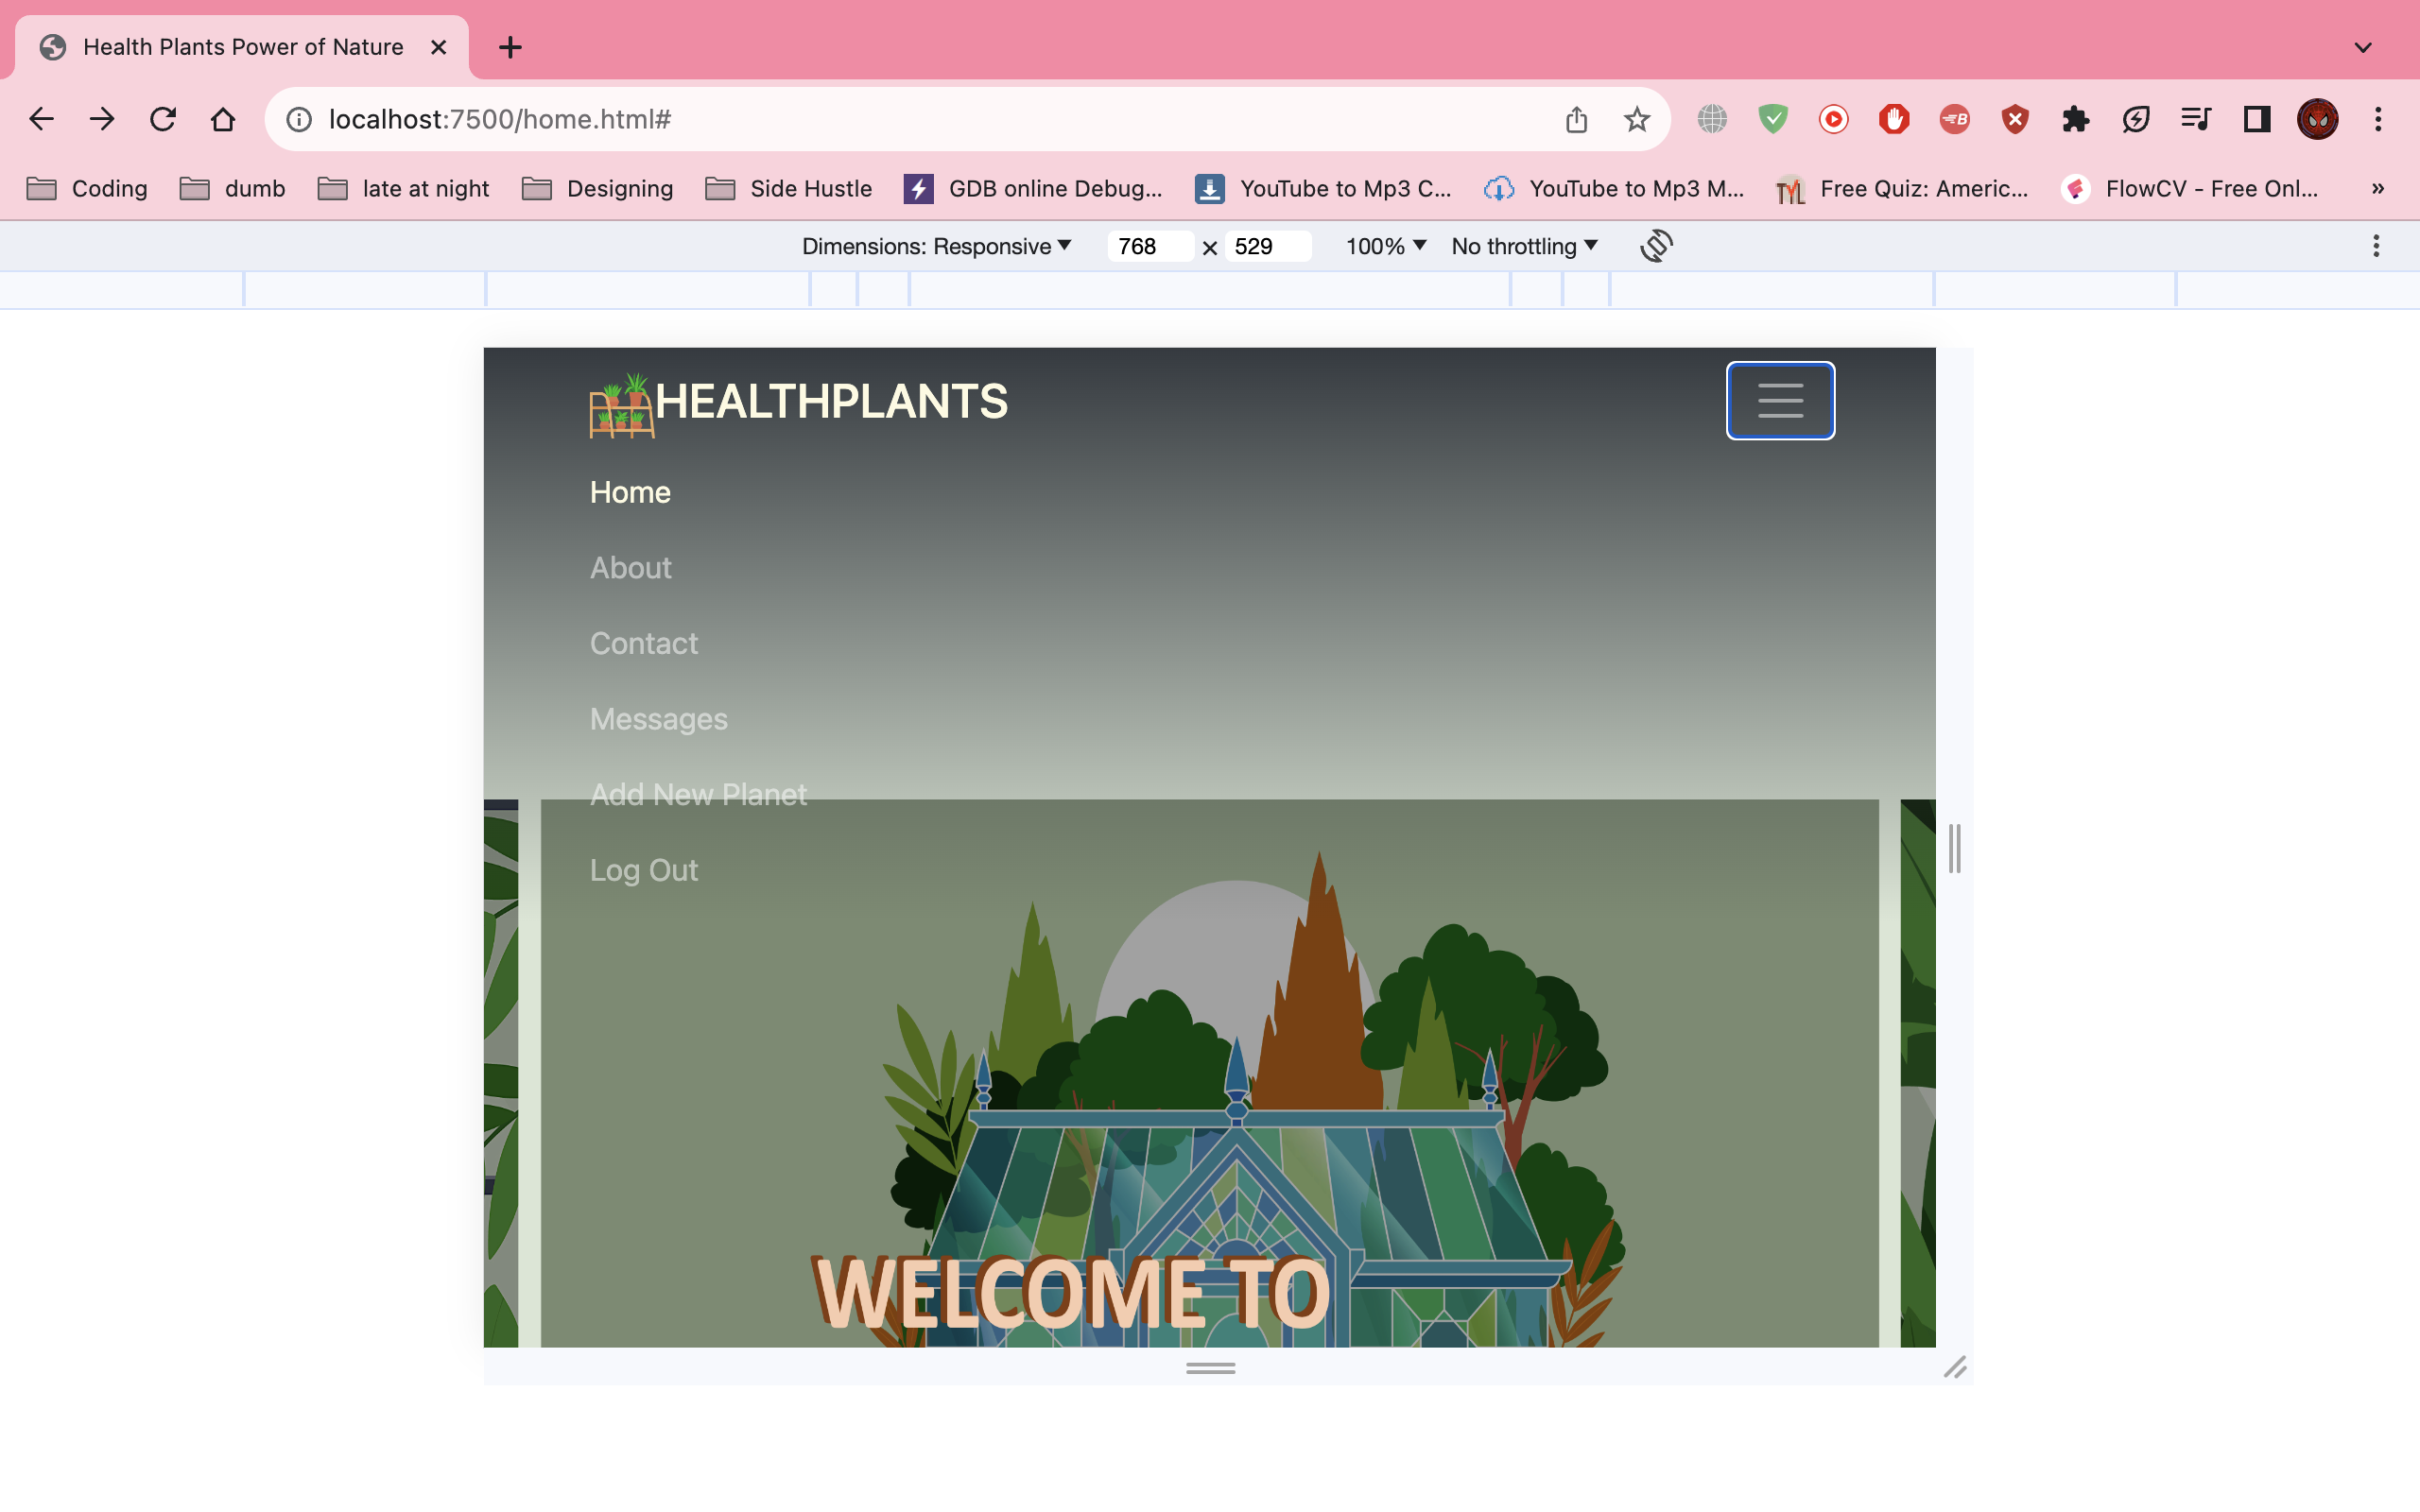 Health Plants Power of Nature
localhost:7500/home.html#
Coding dumb late at night Designing Side Hustle GDB online Debug... YouTube to Mp3 C... YouTube to Mp3 M... Free Quiz: Americ... FlowCV - Free Onl... »
Dimensions: Responsive 768 × 529 100% No throttling
HEALTHPLANTS
Home
About
Contact
Messages
Add New Planet
Log Out
WELCOME TO